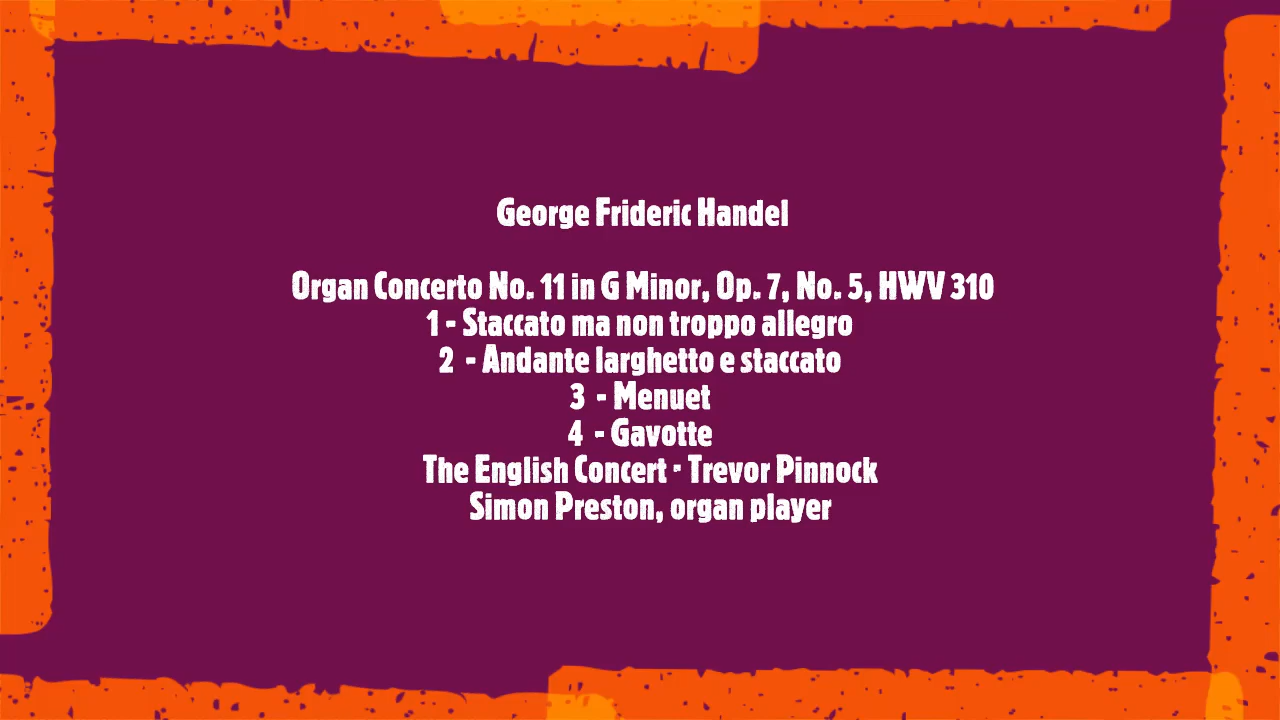 George Frideric Handel
Organ Concerto No. 11 in G Minor, Op. 7, No. 5, HWV 310
1 - Staccato ma non troppo allegro
2 - Andante larghetto e staccato
3 - Menuet
4 - Gavotte
The English Concert · Trevor Pinnock
Simon Preston, organ player